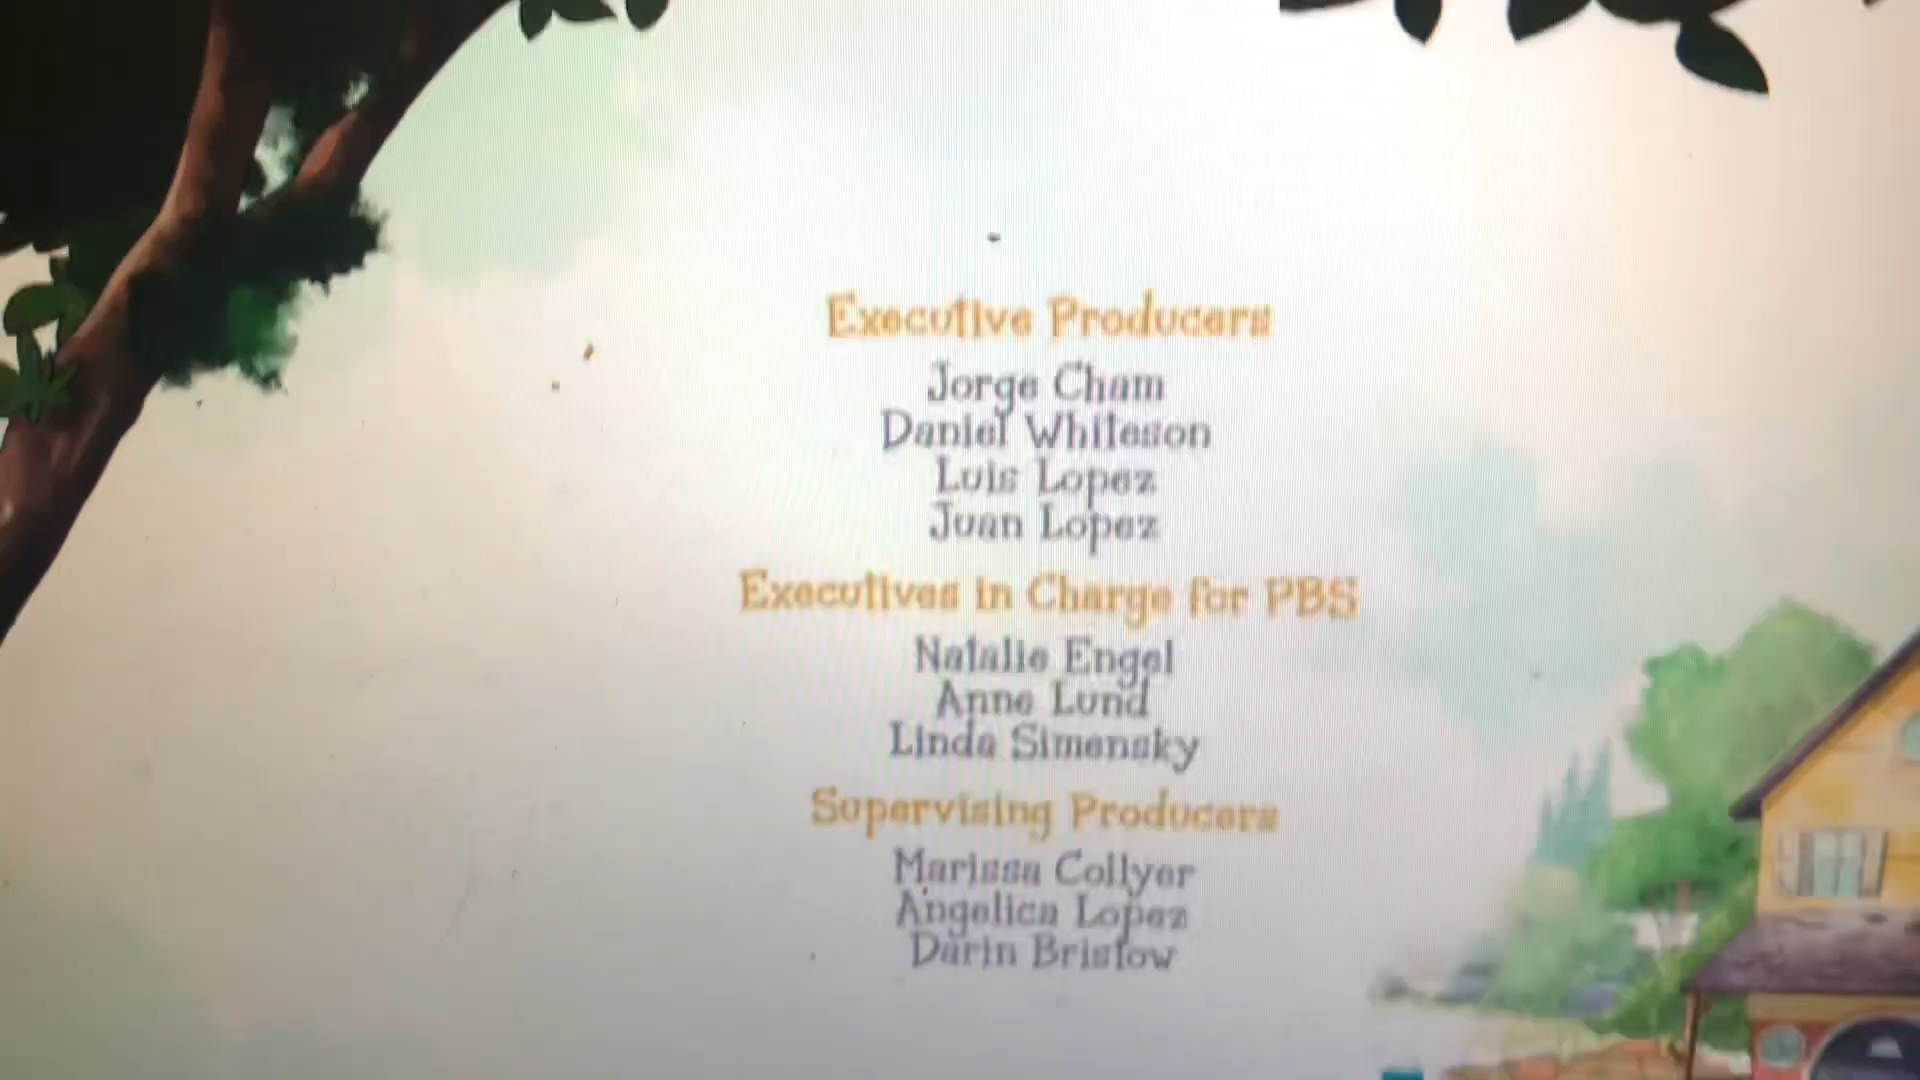 Executive Producers
Jorge Cham
Daniel Whiteson
Luis Lopez
Juan Lopez
Executives in Charge for PBS
Natalie Engel
Anne Lund
Linda Simensky
Supervising Producers
Marissa Collyer
Angelica Lopez
Darin Bristow